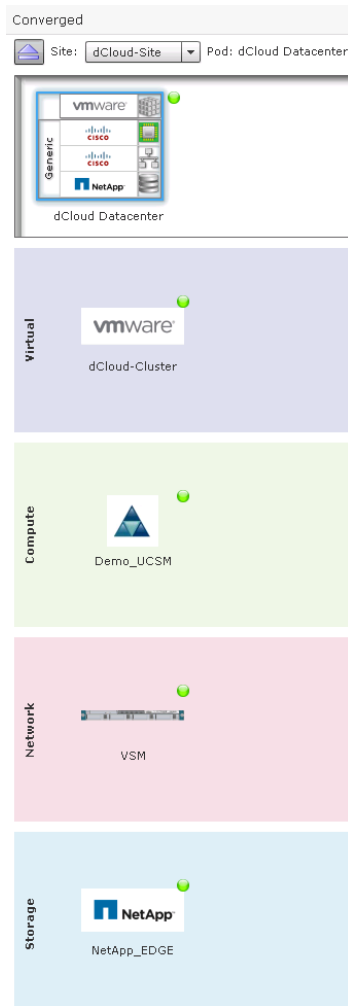 Converged
Site: dCloud-Site Pod: dCloud Datacenter
vmware
Generic
cisco
cisco
NetApp
dCloud Datacenter
Virtual
vmware
dCloud-Cluster
Compute
Demo_UCSM
Network
VSM
Storage
NetApp
NetApp_EDGE